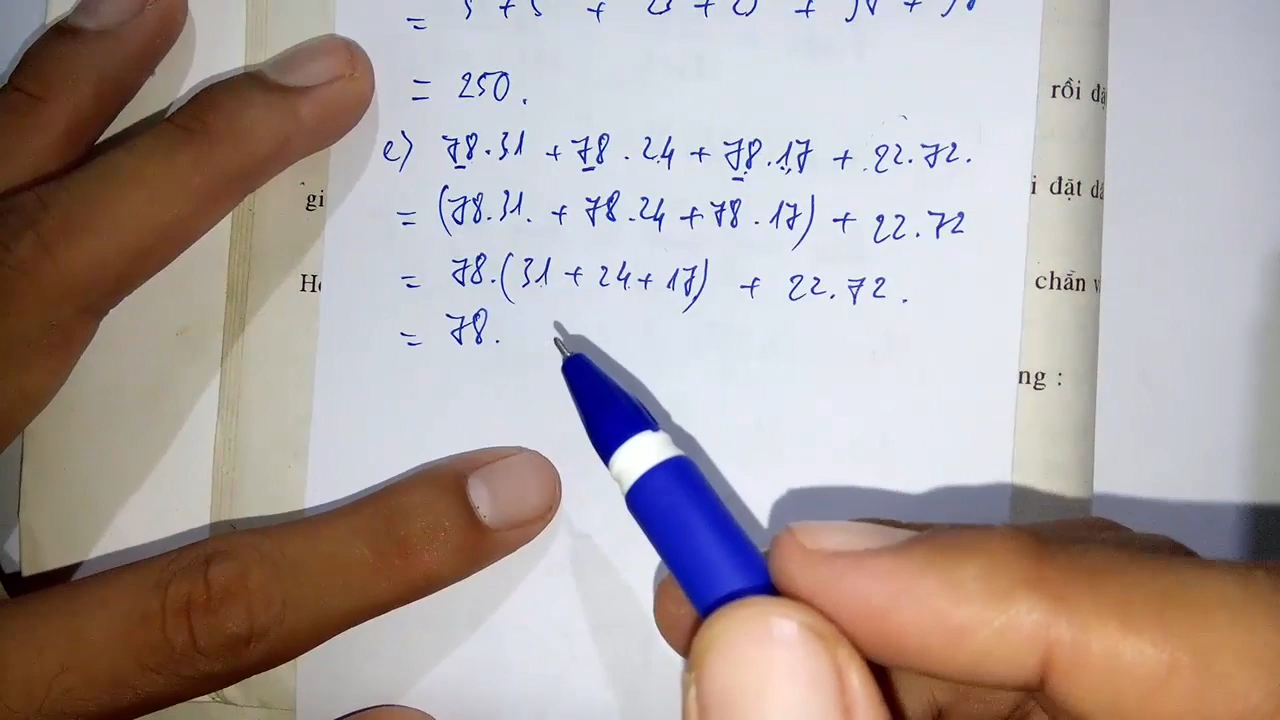 = 250.
e) 78.31 + 78.24 + 78.17 + 22.72.
= (78.31. + 78.24 + 78.17) + 22.72
= 78.(31 + 24 + 17) + 22.72.
= 78.
gi
rồi
i đặt
chẵn
ng :